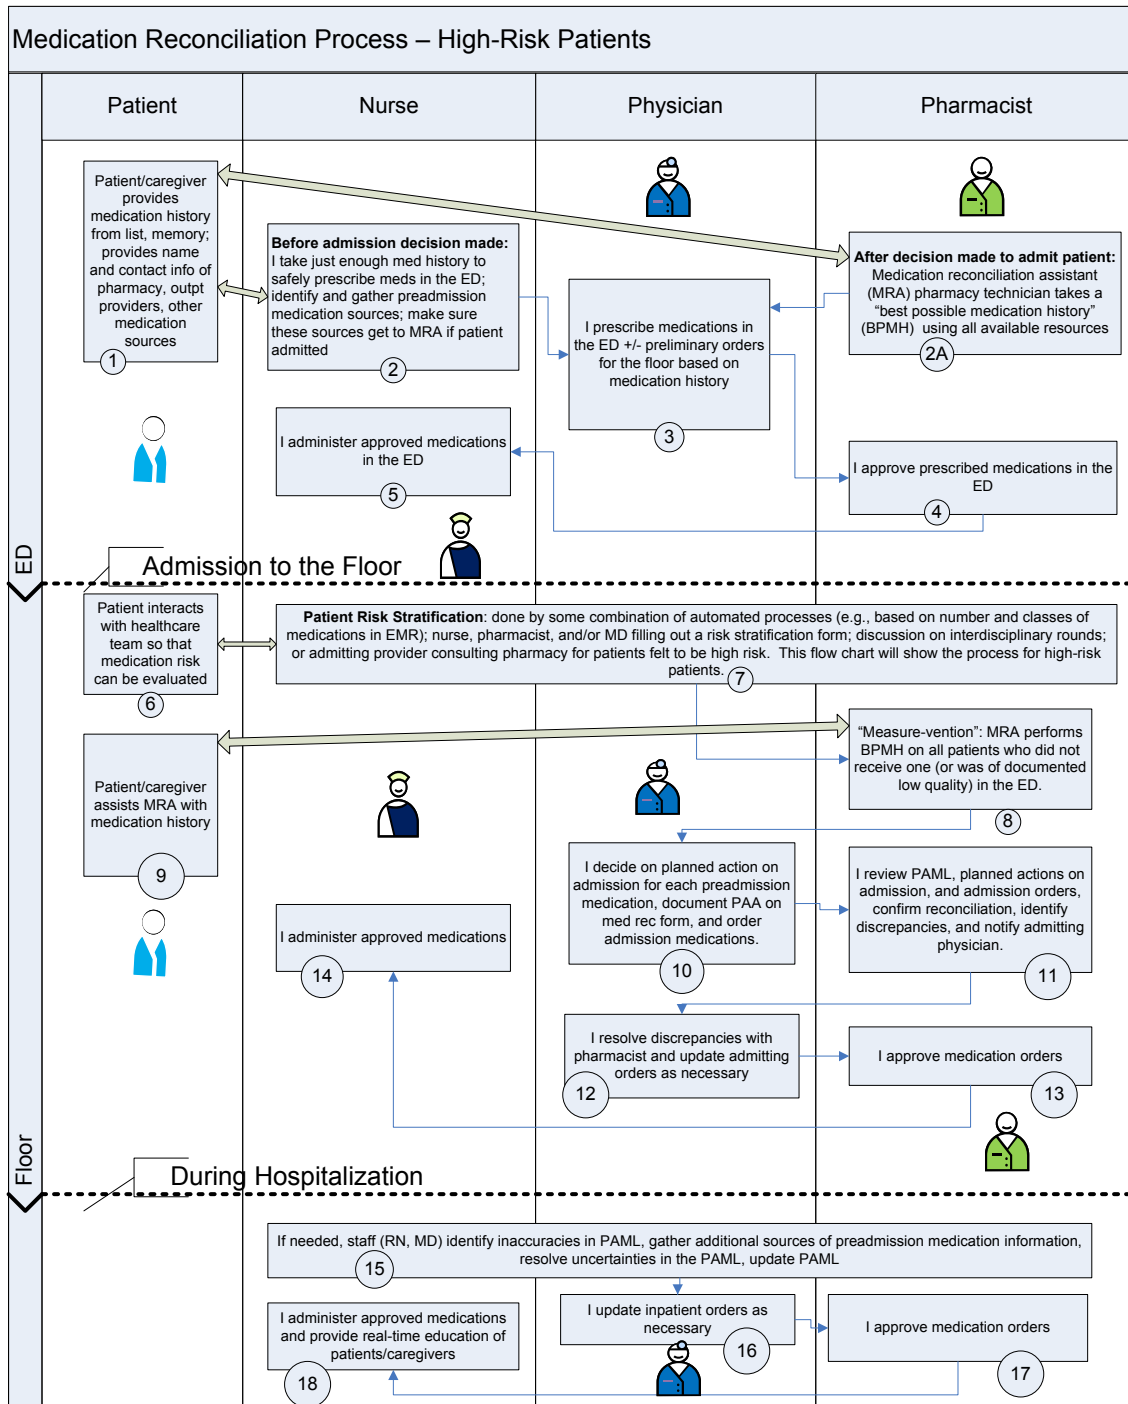 Medication Reconciliation Process – High-Risk Patients
Patient
Nurse
Physician
Pharmacist
Patient/caregiver
provides
medication history
from list, memory;
provides name
and contact info of
pharmacy, outpt
providers, other
medication
sources
1
Before admission decision made:
I take just enough med history to
safely prescribe meds in the ED;
identify and gather preadmission
medication sources; make sure
these sources get to MRA if patient
admitted
2
I prescribe medications in
the ED +/- preliminary orders
for the floor based on
medication history
3
After decision made to admit patient:
Medication reconciliation assistant
(MRA) pharmacy technician takes a
“best possible medication history”
(BPMH)  using all available resources
2A
I administer approved medications
in the ED
5
I approve prescribed medications in the
ED
4
ED
Admission to the Floor
Patient interacts
with healthcare
team so that
medication risk
can be evaluated
6
Patient Risk Stratification: done by some combination of automated processes (e.g., based on number and classes
of medications in EMR); nurse, pharmacist, and/or MD filling out a risk stratification form; discussion on interdisciplinary rounds;
or admitting provider consulting pharmacy for patients felt to be high risk.  This flow chart will show the process for high-risk
patients.
7
“Measure-vention”: MRA performs
BPMH on all patients who did not
receive one (or was of documented
low quality) in the ED.
8
Patient/caregiver
assists MRA with
medication history
9
I decide on planned action on
admission for each preadmission
medication, document PAA on
med rec form, and order
admission medications.
10
I review PAML, planned actions on
admission, and admission orders,
confirm reconciliation, identify
discrepancies, and notify admitting
physician.
11
I administer approved medications
14
I resolve discrepancies with
pharmacist and update admitting
orders as necessary
12
I approve medication orders
13
Floor
During Hospitalization
If needed, staff (RN, MD) identify inaccuracies in PAML, gather additional sources of preadmission medication information,
resolve uncertainties in the PAML, update PAML
15
I administer approved medications
and provide real-time education of
patients/caregivers
18
I update inpatient orders as
necessary
16
I approve medication orders
17